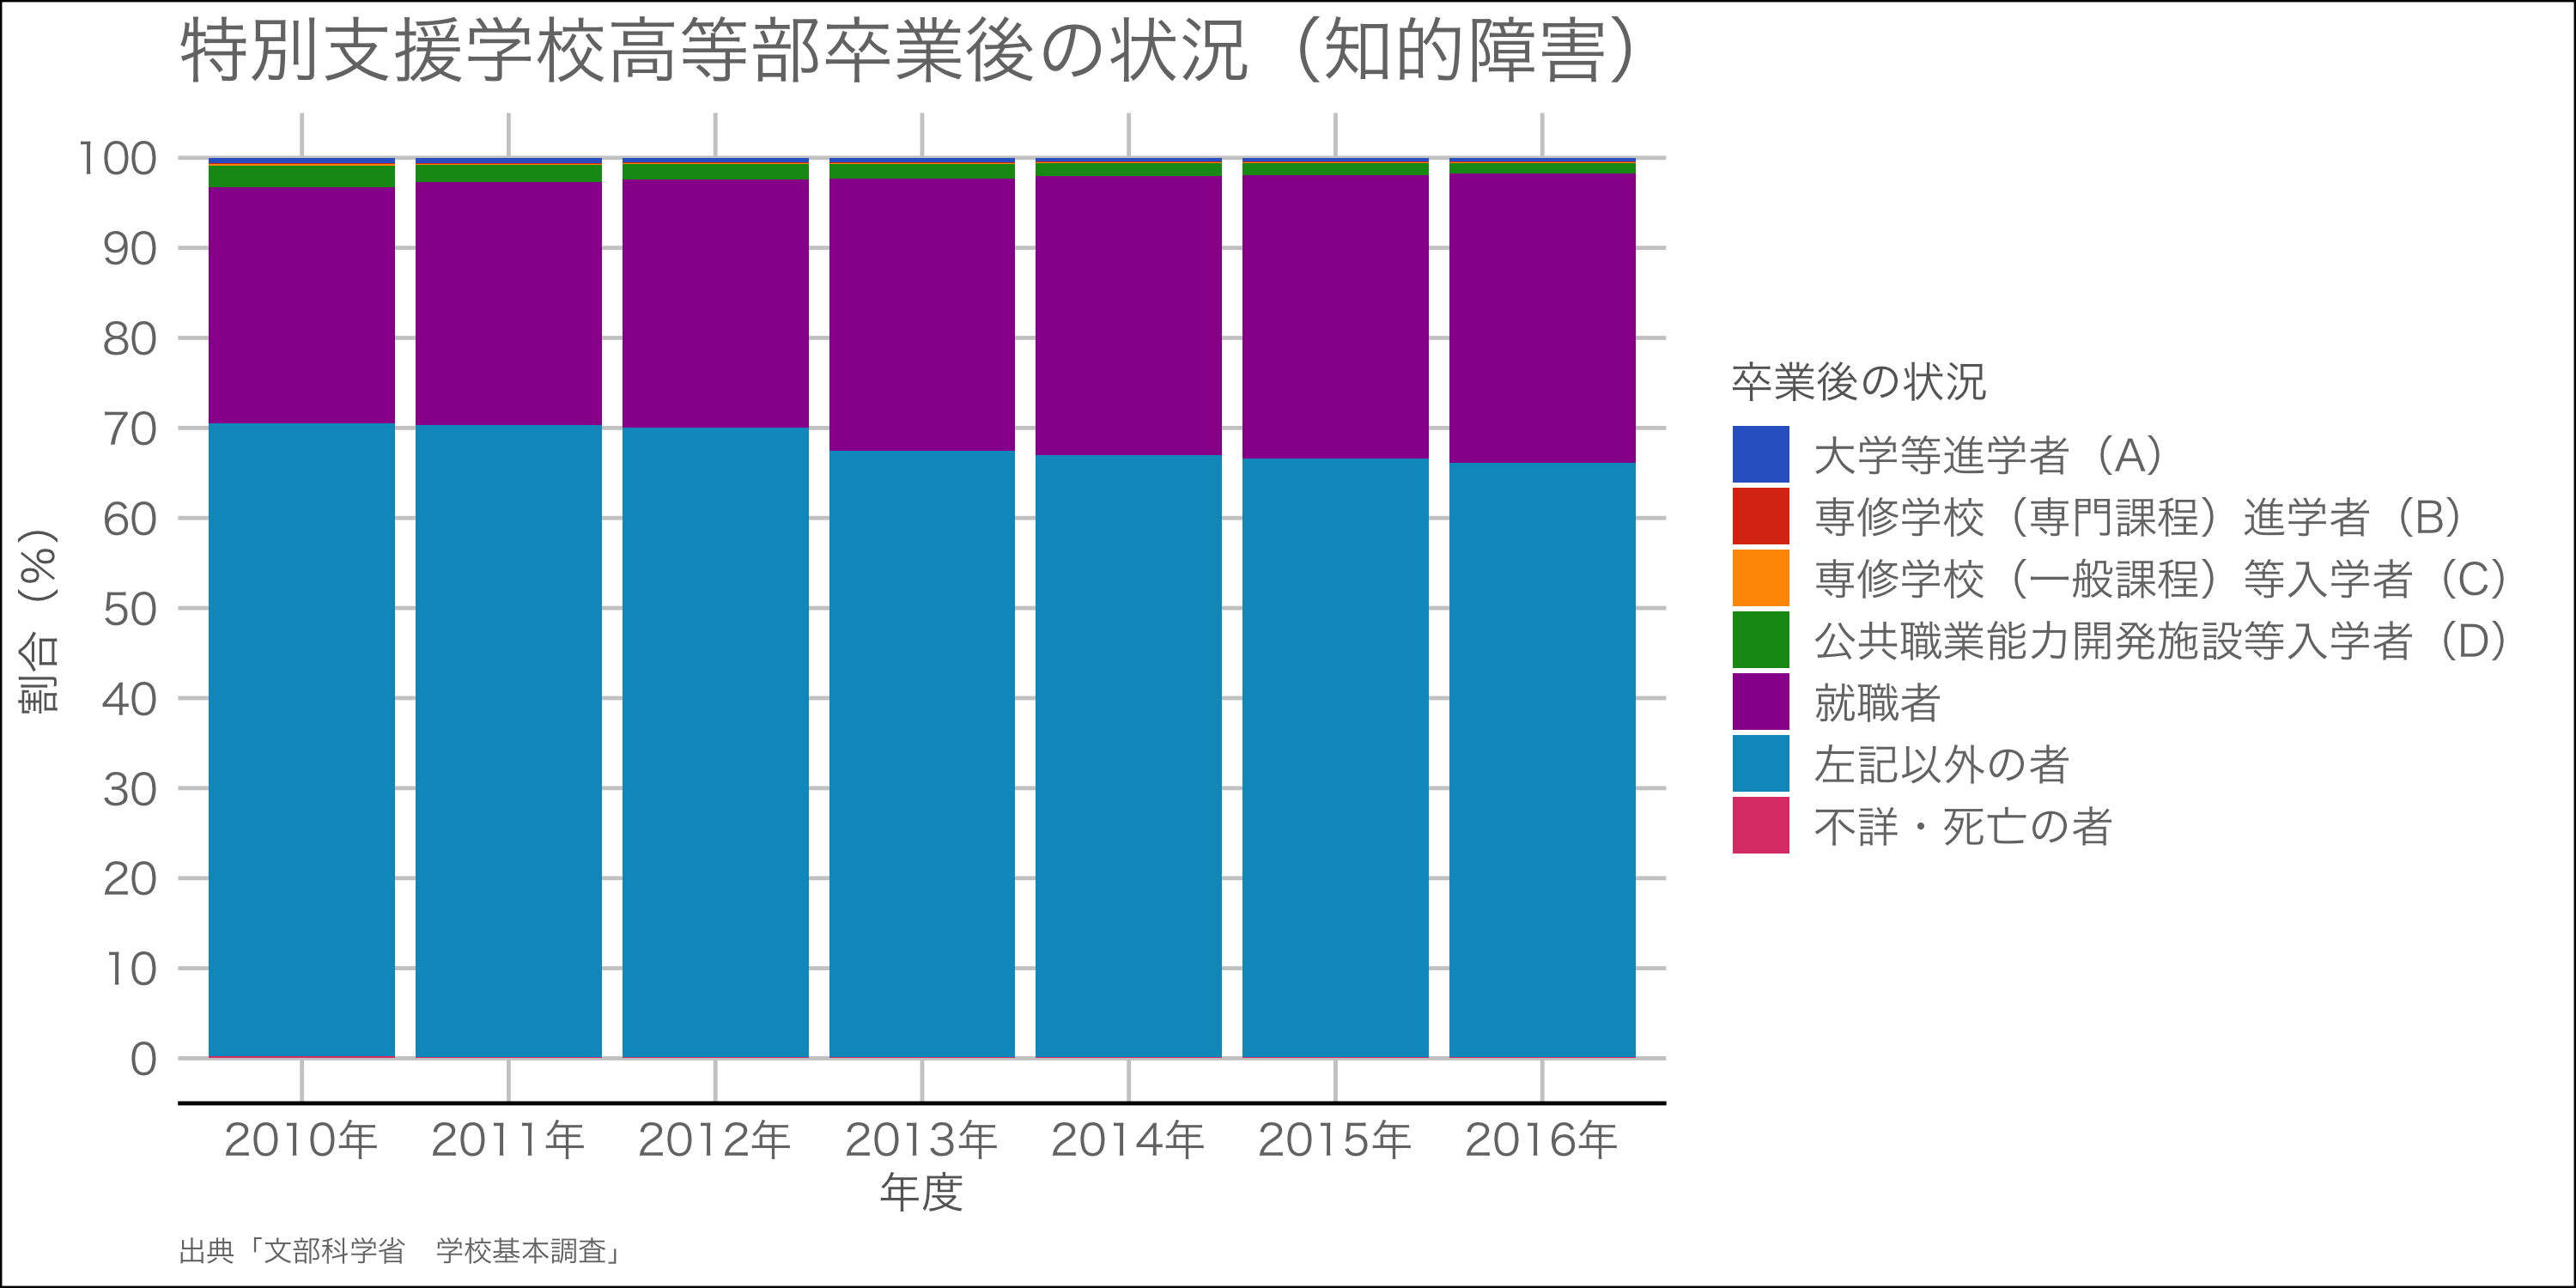 特別支援学校高等部卒業後の状況（知的障害）
100
90
80
70
60
50
40
30
20
10
0
割合（%）
2010年
2011年
2012年
2013年
2014年
2015年
2016年
年度
卒業後の状況
大学等進学者（A）
専修学校（専門課程）進学者（B）
専修学校（一般課程）等入学者（C）
公共職業能力開発施設等入学者（D）
就職者
左記以外の者
不詳・死亡の者
出典「文部科学省　学校基本調査」